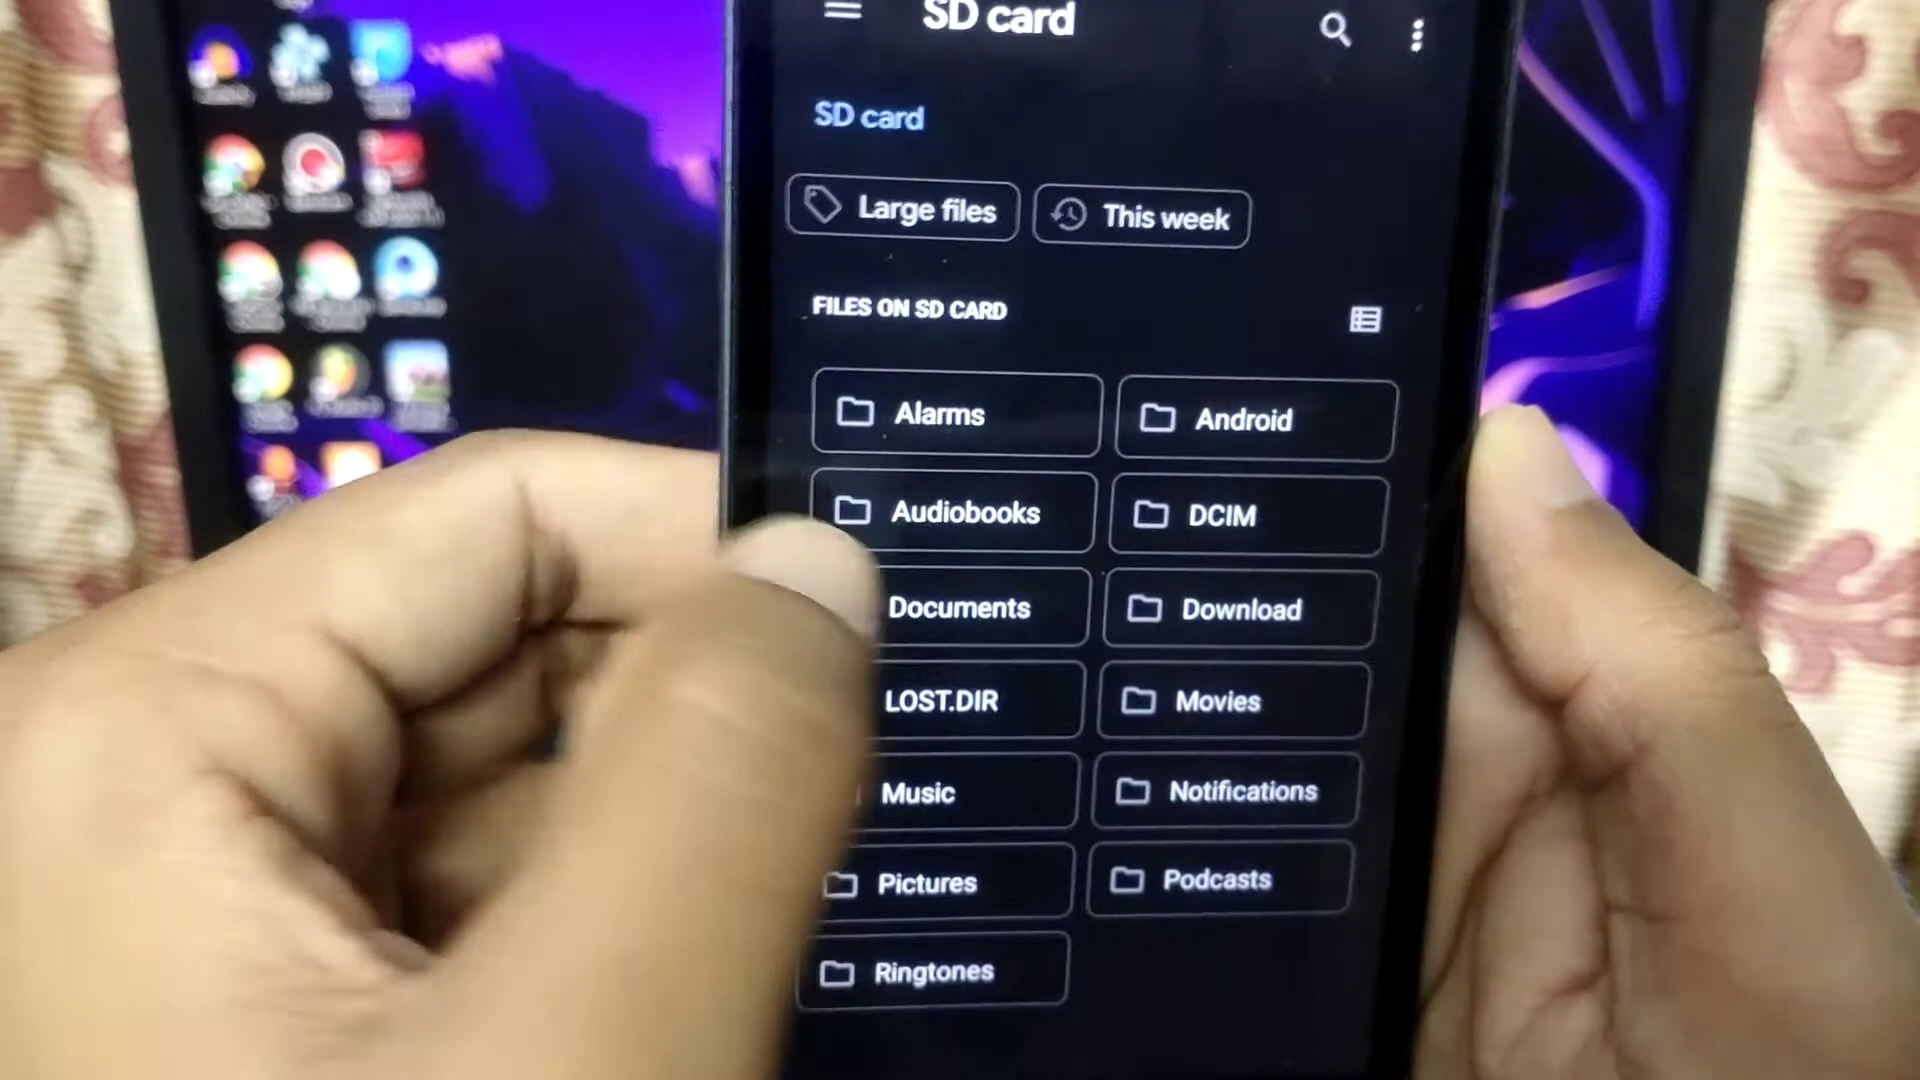 SD card
SD card
Large files
This week
FILES ON SD CARD
Alarms
Android
Audiobooks
DCIM
Documents
Download
LOST.DIR
Movies
Music
Notifications
Pictures
Podcasts
Ringtones